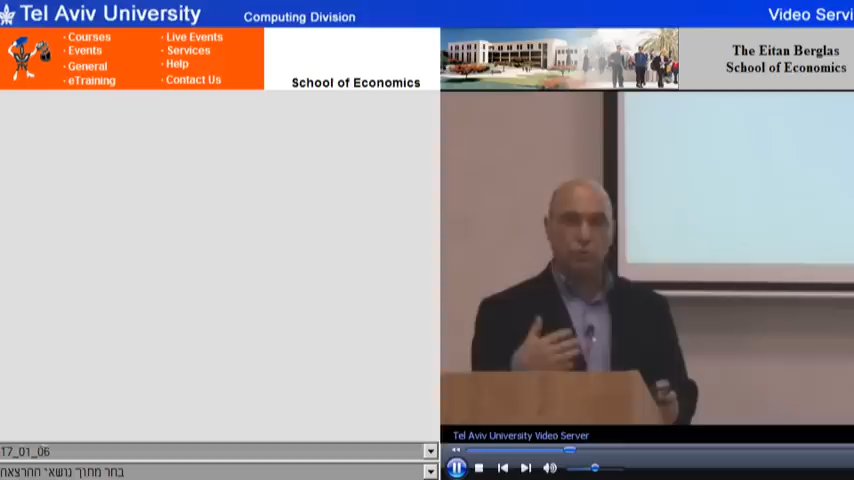 Tel Aviv University
Computing Division
Video Servi
· Courses
· Live Events
· Events
· Services
· General
· Help
· eTraining
· Contact Us
School of Economics
The Eitan Berglas
School of Economics
Tel Aviv University Video Server
17_01_06
בחר מתוך נושאי ההרצאה